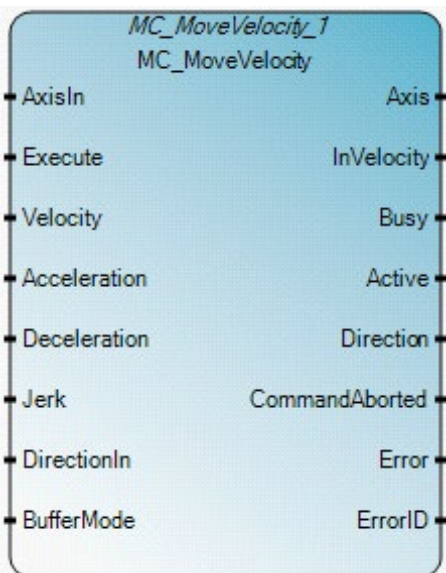 MC_MoveVelocity_1
MC_MoveVelocity
AxisIn Axis
Execute InVelocity
Velocity Busy
Acceleration Active
Deceleration Direction
Jerk CommandAborted
DirectionIn Error
BufferMode ErrorID